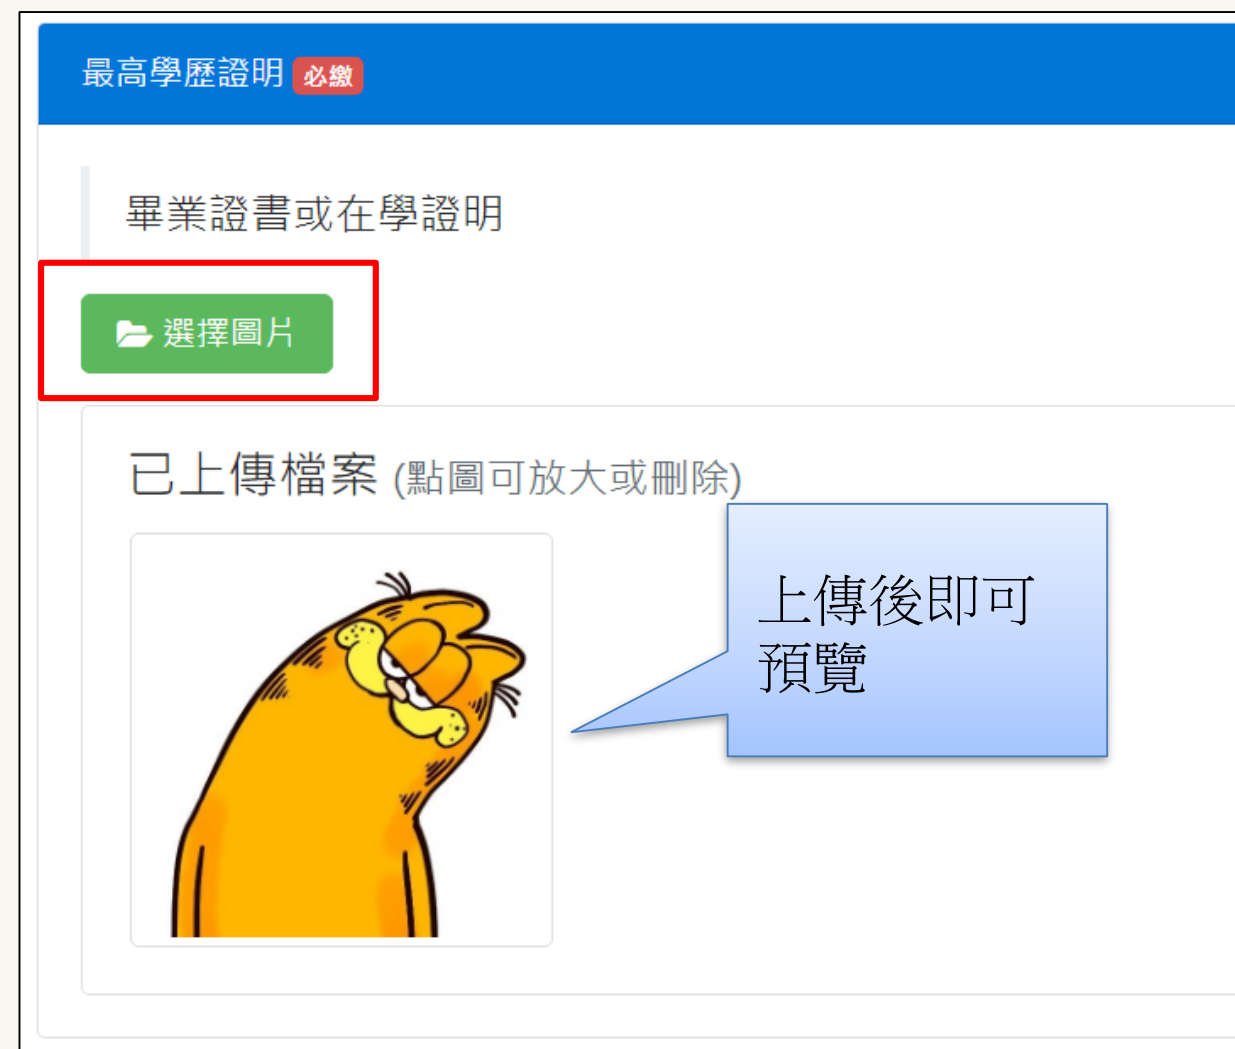 最高學歷證明 必繳
畢業證書或在學證明
選擇圖片
已上傳檔案 (點圖可放大或刪除)
上傳後即可
預覽